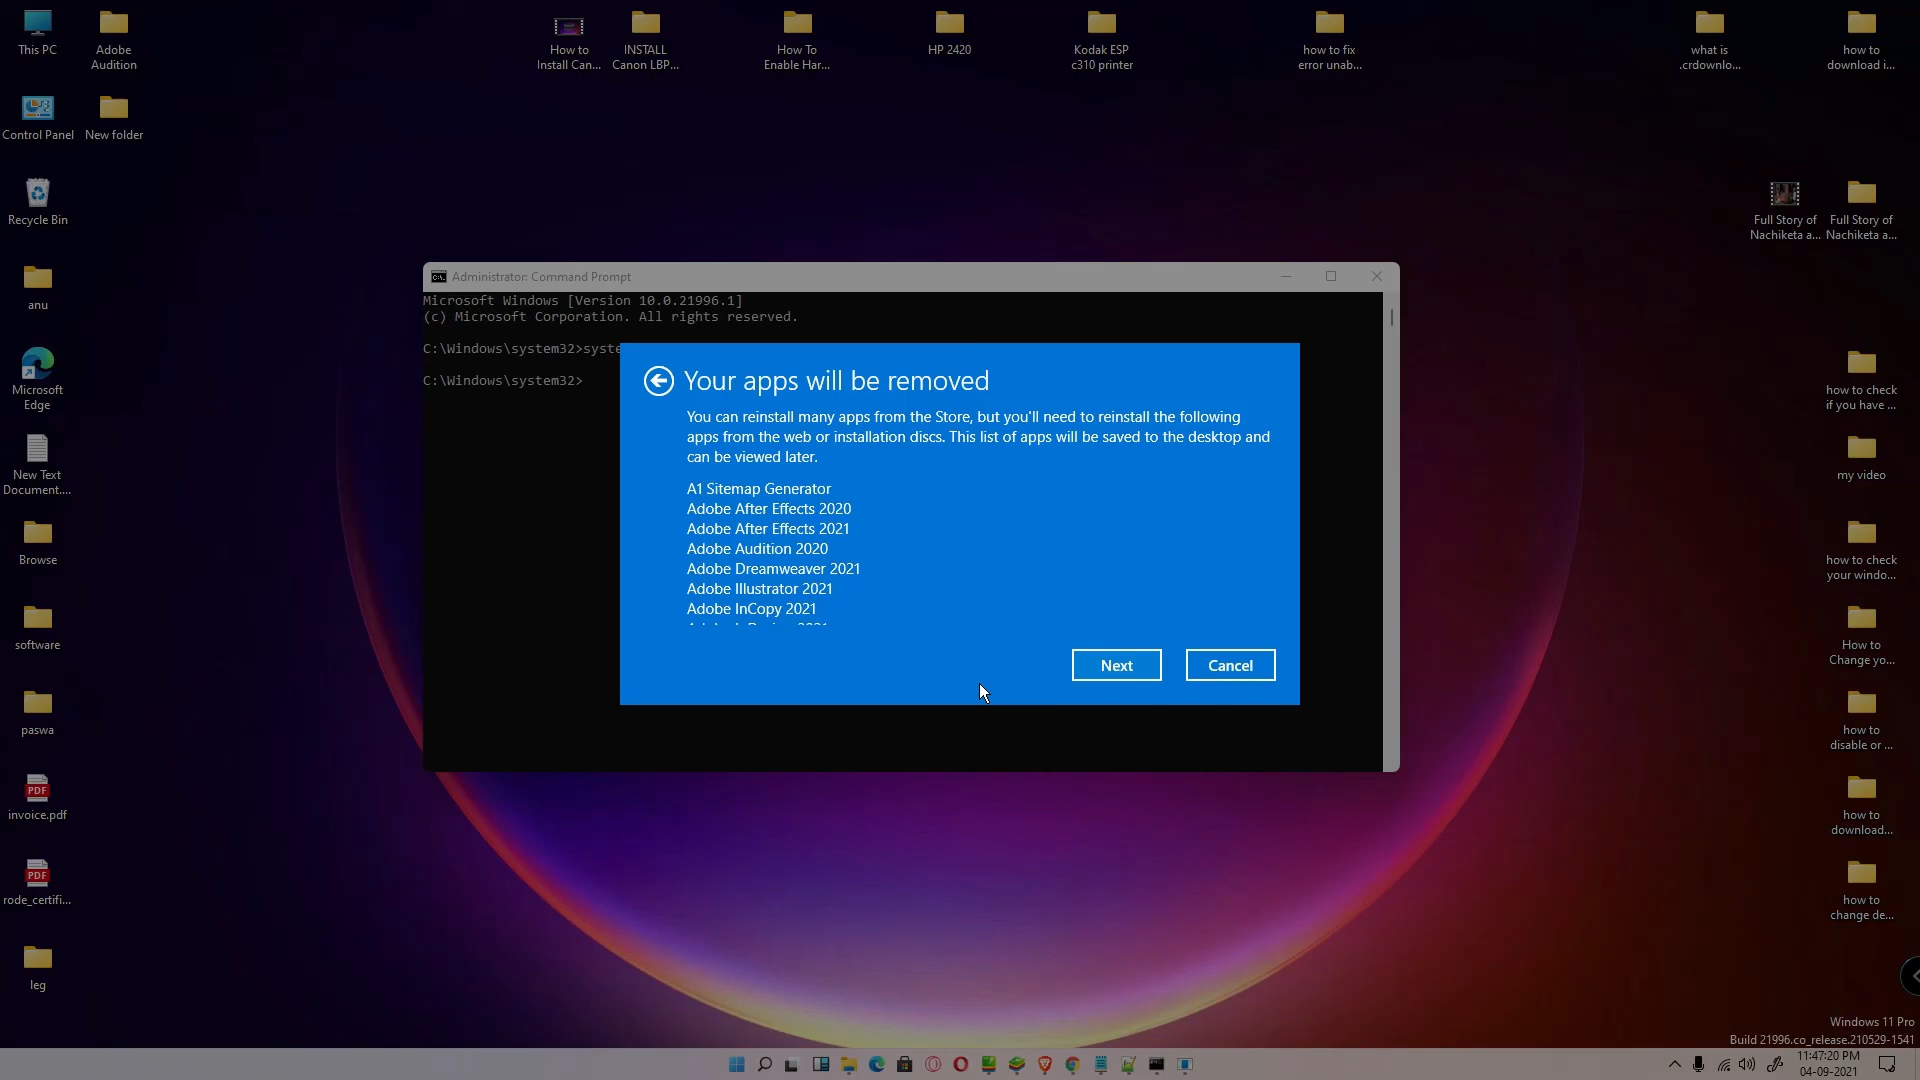 This PC
Adobe
Audition
How to
Install Can...
INSTALL
Canon LBP...
How To
Enable Har...
HP 2420
Kodak ESP
c310 printer
how to fix
error unab...
what is
.crdownlo...
how to
download i...
Control Panel
New folder
Recycle Bin
Full Story of
Nachiketa a...
Full Story of
Nachiketa a...
anu
Microsoft
Edge
New Text
Document....
Browse
software
paswa
invoice.pdf
rode_certifi...
leg
how to check
if you have ...
my video
how to check
your windo...
How to
Change yo...
how to
disable or ...
how to
download...
how to
change de...
Administrator: Command Prompt
Microsoft Windows [Version 10.0.21996.1]
(c) Microsoft Corporation. All rights reserved.
C:\Windows\system32>syste
C:\Windows\system32>
Your apps will be removed
You can reinstall many apps from the Store, but you'll need to reinstall the following
apps from the web or installation discs. This list of apps will be saved to the desktop and
can be viewed later.
A1 Sitemap Generator
Adobe After Effects 2020
Adobe After Effects 2021
Adobe Audition 2020
Adobe Dreamweaver 2021
Adobe Illustrator 2021
Adobe InCopy 2021
Next
Cancel
Windows 11 Pro
Build 21996.co_release.210529-1541
11:47:20 PM
04-09-2021